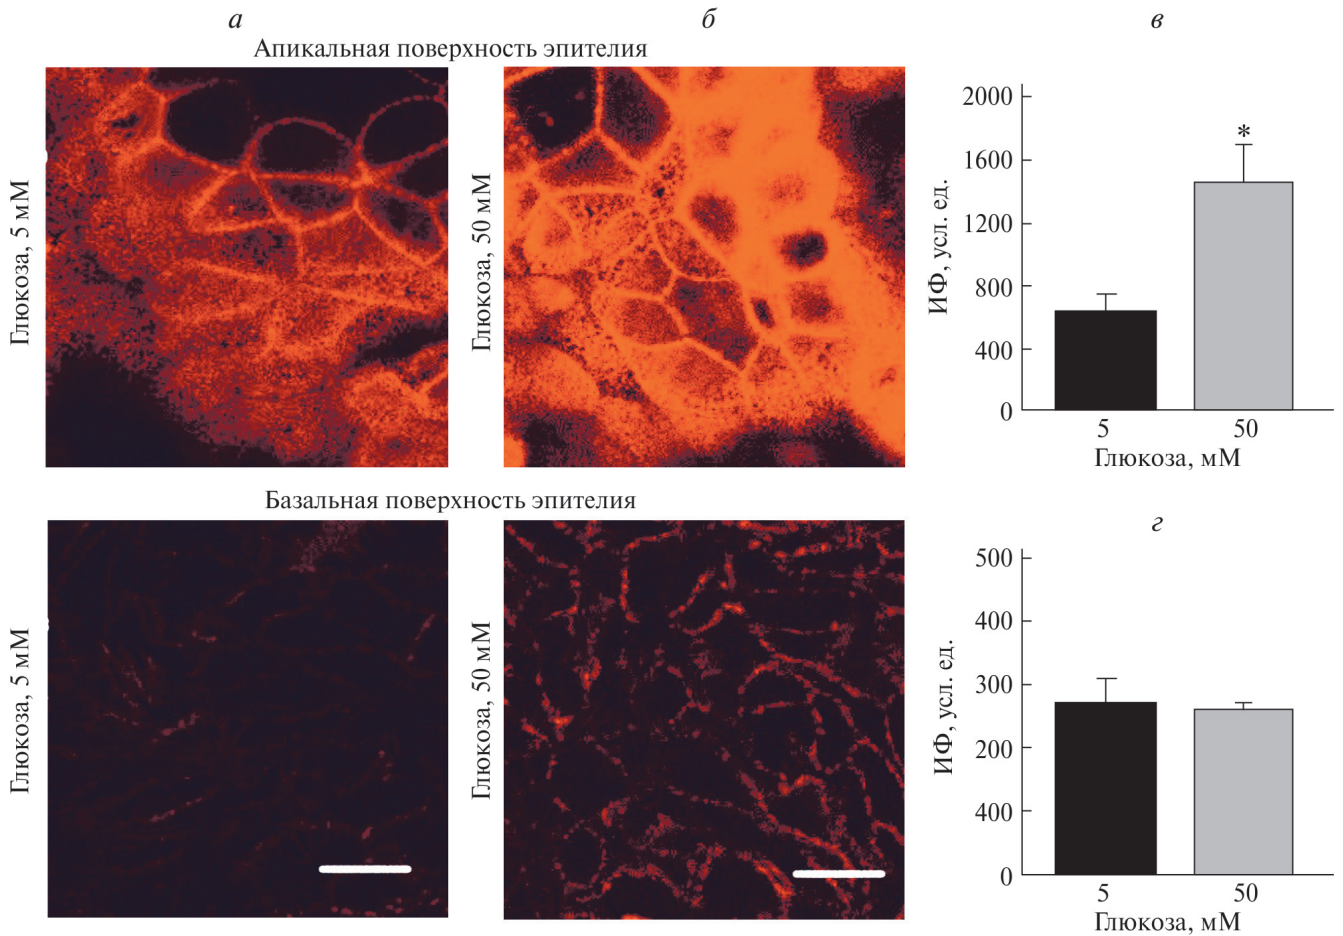 а
б
в
Апикальная поверхность эпителия
Глюкоза, 5 мМ
Глюкоза, 50 мМ
ИФ, усл. ед.
2000
1600
*
1200
800
400
0
5
50
Глюкоза, мМ
Базальная поверхность эпителия
г
Глюкоза, 5 мМ
Глюкоза, 50 мМ
ИФ, усл. ед.
500
400
300
200
400
0
5
50
Глюкоза, мМ